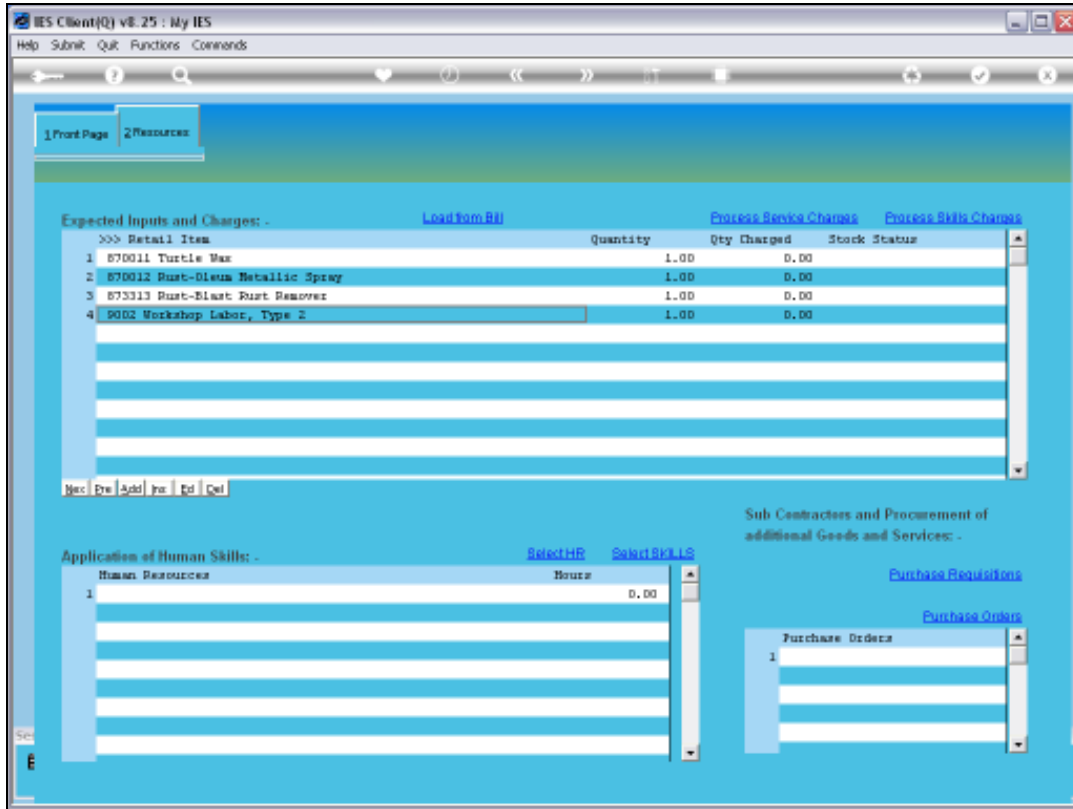 IES Client(Q) v8.25 : My IES
Help Submit Quit Functions Commands
1 Front Page 2 Resources
Expected Inputs and Charges: - Load from Bill Process Service Charges Process Skills Charges
>>> Retail Item Quantity Qty Charged Stock Status
1 870011 Turtle Wax 1.00 0.00
2 870012 Rust-Oleum Metallic Spray 1.00 0.00
3 873313 Rust-Blast Rust Remover 1.00 0.00
4 9002 Workshop Labor, Type 2 1.00 0.00
Nex Pre Add Ins Ed Del
Sub Contractors and Procurement of
additional Goods and Services: -
Application of Human Skills: - Select HR Select SKILLS
Human Resources Hours
Purchase Requisitions
1 0.00
Purchase Orders
Purchase Orders
1